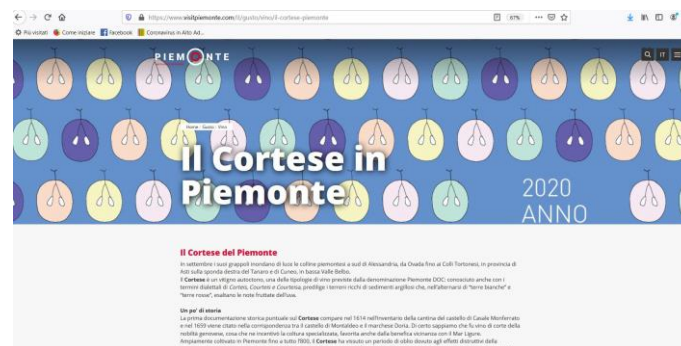 https://www.visitpiemonte.com/it/gusto/vino/il-cortese-piemonte
67%
Più visitati Come iniziare Facebook Coronavirus in Alto Ad...
PIEMONTE
IT
Home · Gusto · Vino
Il Cortese in
Piemonte
2020
ANNO
Il Cortese del Piemonte
In settembre i suoi grappoli inondano di luce le colline piemontesi a sud di Alessandria, da Ovada fino ai Colli Tortonesi, in provincia di
Asti sulla sponda destra del Tanaro e di Cuneo, in bassa Valle Belbo.
Il Cortese è un vitigno autoctono, una delle tipologie di vino previste dalla denominazione Piemonte DOC: conosciuto anche con i
termini dialettali di Corteis, Courteis e Courteisa, predilige i terreni ricchi di sedimenti argillosi che, nell'alternarsi di "terre bianche" e
"terre rosse", esaltano le note fruttate dell'uva.
Un po' di storia
La prima documentazione storica puntuale sul Cortese compare nel 1614 nell'inventario della cantina del castello di Casale Monferrato
e nel 1659 viene citato nella corrispondenza tra il castello di Montaldeo e il marchese Doria. Di certo sappiamo che fu vino di corte della
nobiltà genovese, cosa che ne incentivò la coltura specializzata, favorita anche dalla benefica vicinanza con il Mar Ligure.
Ampiamente coltivato in Piemonte fino a tutto l'800, il Cortese ha vissuto un periodo di oblio dovuto agli effetti distruttivi della